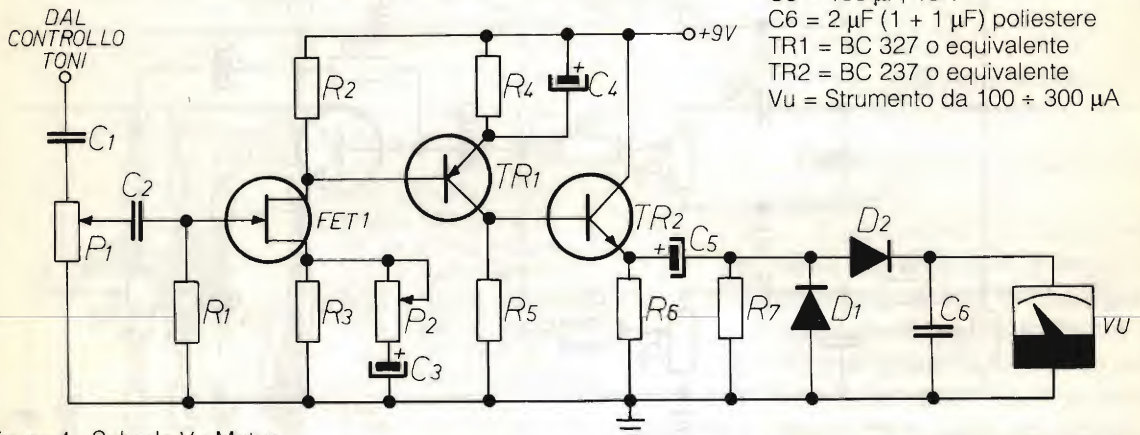 DAL
CONTROLLO
TONI
C1
P1
C2
R1
R2
FET1
R3
P2
C3
R4
C4
TR1
R5
+9V
TR2
R6
C5
R7
D1
D2
C6
VU
C6 = 2 µF (1 + 1 µF) poliestere
TR1 = BC 327 o equivalente
TR2 = BC 237 o equivalente
Vu = Strumento da 100 ÷ 300 µA